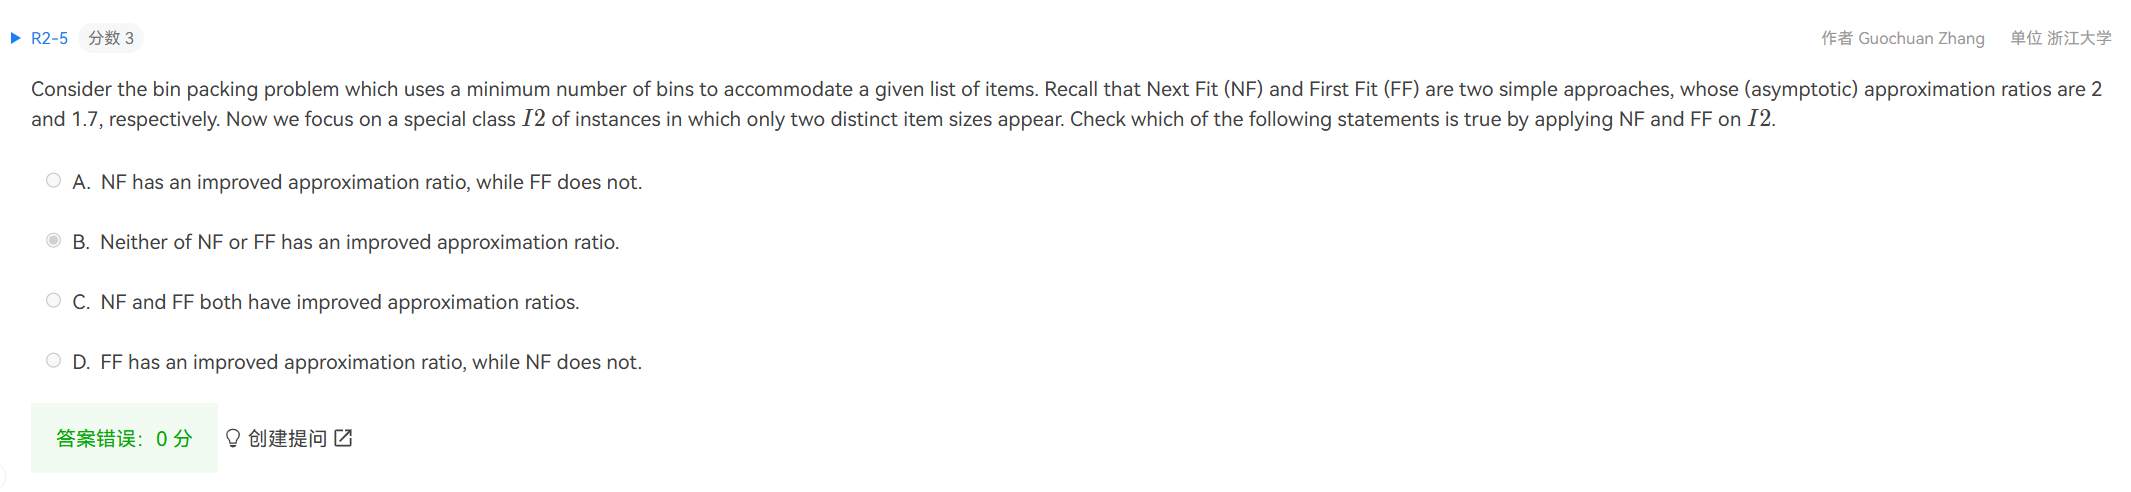 R2-5 分数 3 作者 Guochuan Zhang 单位 浙江大学
Consider the bin packing problem which uses a minimum number of bins to accommodate a given list of items. Recall that Next Fit (NF) and First Fit (FF) are two simple approaches, whose (asymptotic) approximation ratios are 2
and 1.7, respectively. Now we focus on a special class I2 of instances in which only two distinct item sizes appear. Check which of the following statements is true by applying NF and FF on I2.
A. NF has an improved approximation ratio, while FF does not.
B. Neither of NF or FF has an improved approximation ratio.
C. NF and FF both have improved approximation ratios.
D. FF has an improved approximation ratio, while NF does not.
答案错误：0 分 创建提问